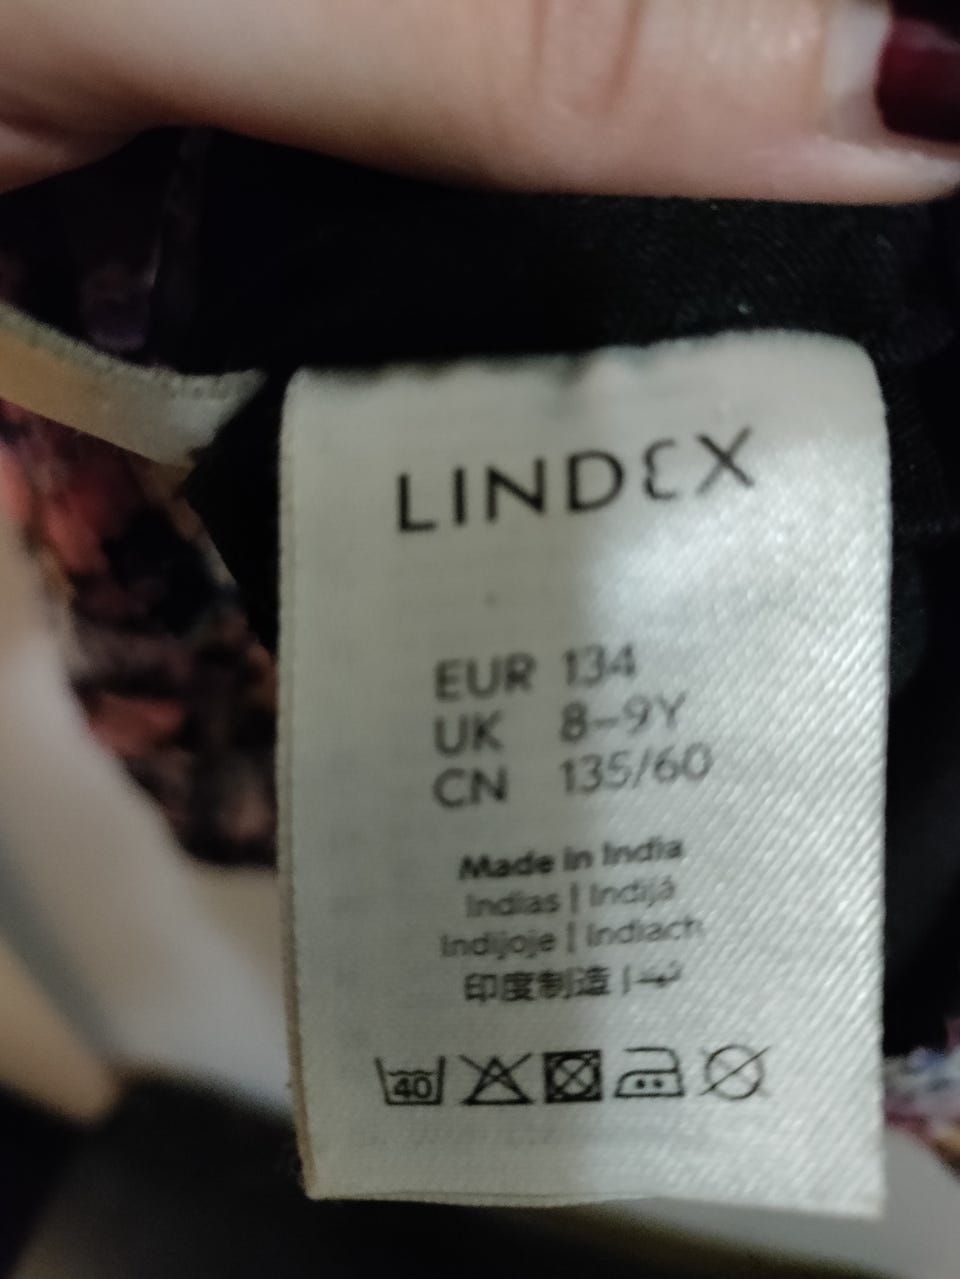 LINDEX
EUR 134
UK 8–9Y
CN 135/60
Made in India
Indias | Indijā
Indijoje | Indiach
印度制造 |
40